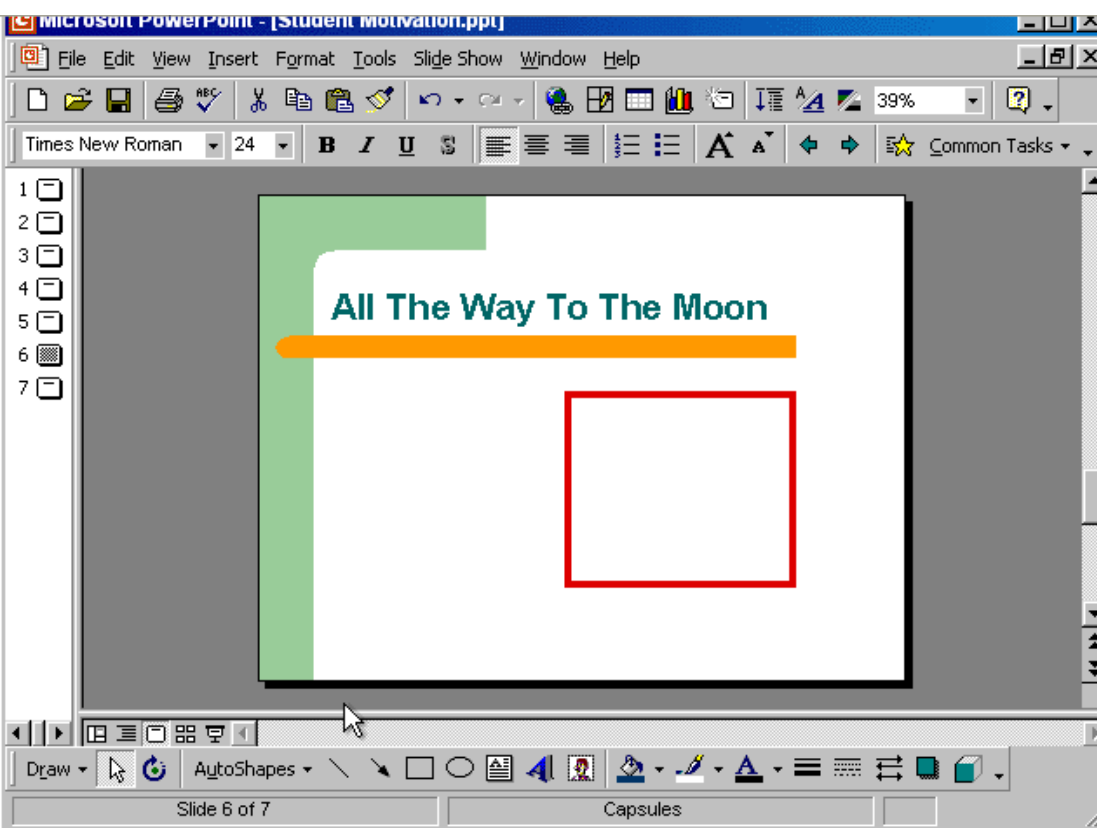 Microsoft PowerPoint - [Student Motivation.ppt]
File Edit View Insert Format Tools Slide Show Window Help
ABC A A 39% ?
Times New Roman 24 B I U S A A Common Tasks
1
2
3
4
5
6
7
All The Way To The Moon
Draw AutoShapes A A
Slide 6 of 7 Capsules